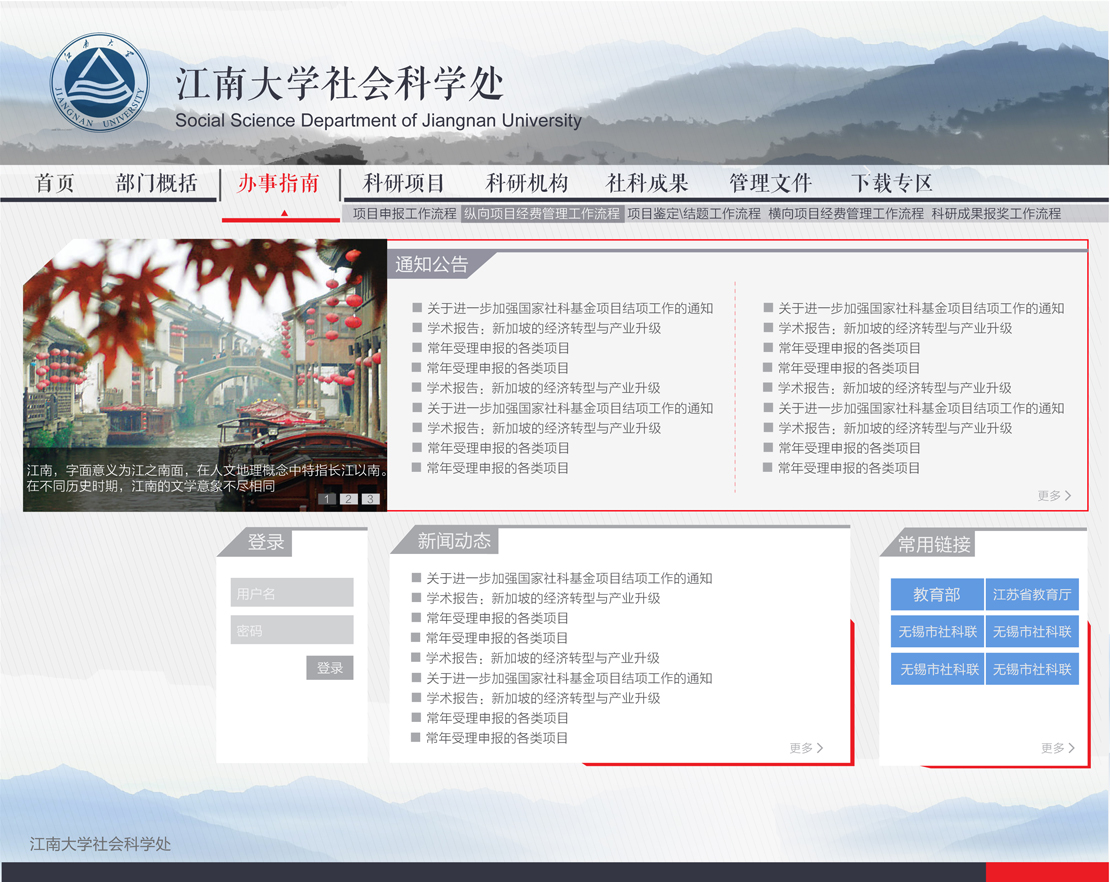 江南大学
JIANGNAN UNIVERSITY
江南大学社会科学处
Social Science Department of Jiangnan University
首页 部门概括 办事指南 科研项目 科研机构 社科成果 管理文件 下载专区
项目申报工作流程 纵向项目经费管理工作流程 项目鉴定\结题工作流程 横向项目经费管理工作流程 科研成果报奖工作流程
江南，字面意义为江之南面，在人文地理概念中特指长江以南。
在不同历史时期，江南的文学意象不尽相同
1 2 3
通知公告
关于进一步加强国家社科基金项目结项工作的通知
学术报告：新加坡的经济转型与产业升级
常年受理申报的各类项目
常年受理申报的各类项目
学术报告：新加坡的经济转型与产业升级
关于进一步加强国家社科基金项目结项工作的通知
学术报告：新加坡的经济转型与产业升级
常年受理申报的各类项目
常年受理申报的各类项目
关于进一步加强国家社科基金项目结项工作的通知
学术报告：新加坡的经济转型与产业升级
常年受理申报的各类项目
常年受理申报的各类项目
学术报告：新加坡的经济转型与产业升级
关于进一步加强国家社科基金项目结项工作的通知
学术报告：新加坡的经济转型与产业升级
常年受理申报的各类项目
常年受理申报的各类项目
更多
登录
用户名
密码
登录
新闻动态
关于进一步加强国家社科基金项目结项工作的通知
学术报告：新加坡的经济转型与产业升级
常年受理申报的各类项目
常年受理申报的各类项目
学术报告：新加坡的经济转型与产业升级
关于进一步加强国家社科基金项目结项工作的通知
学术报告：新加坡的经济转型与产业升级
常年受理申报的各类项目
常年受理申报的各类项目
更多
常用链接
教育部 江苏省教育厅
无锡市社科联 无锡市社科联
无锡市社科联 无锡市社科联
更多
江南大学社会科学处